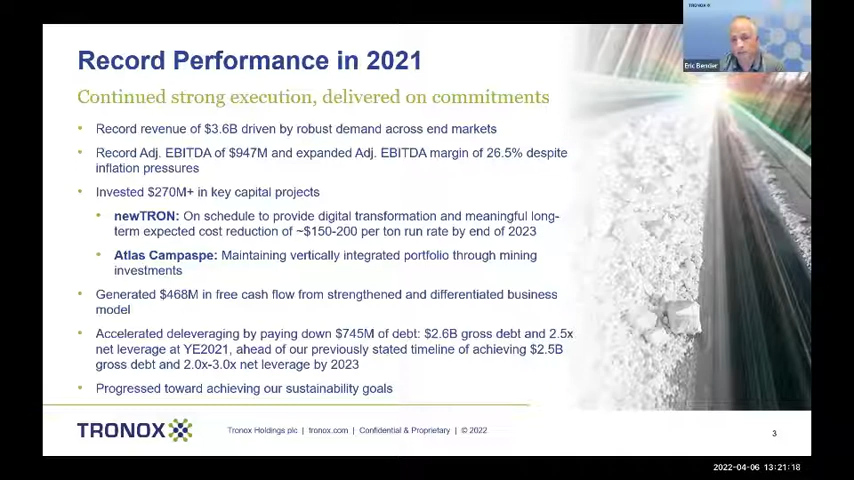 TRONOX
Eric Bender
Record Performance in 2021
Continued strong execution, delivered on commitments
• Record revenue of $3.6B driven by robust demand across end markets
• Record Adj. EBITDA of $947M and expanded Adj. EBITDA margin of 26.5% despite
inflation pressures
• Invested $270M+ in key capital projects
• newTRON: On schedule to provide digital transformation and meaningful long-
term expected cost reduction of ~$150-200 per ton run rate by end of 2023
• Atlas Campaspe: Maintaining vertically integrated portfolio through mining
investments
• Generated $468M in free cash flow from strengthened and differentiated business
model
• Accelerated deleveraging by paying down $745M of debt: $2.6B gross debt and 2.5x
net leverage at YE2021, ahead of our previously stated timeline of achieving $2.5B
gross debt and 2.0x-3.0x net leverage by 2023
• Progressed toward achieving our sustainability goals
TRONOX
Tronox Holdings plc | tronox.com | Confidential & Proprietary | © 2022
3
2022-04-06 13:21:18